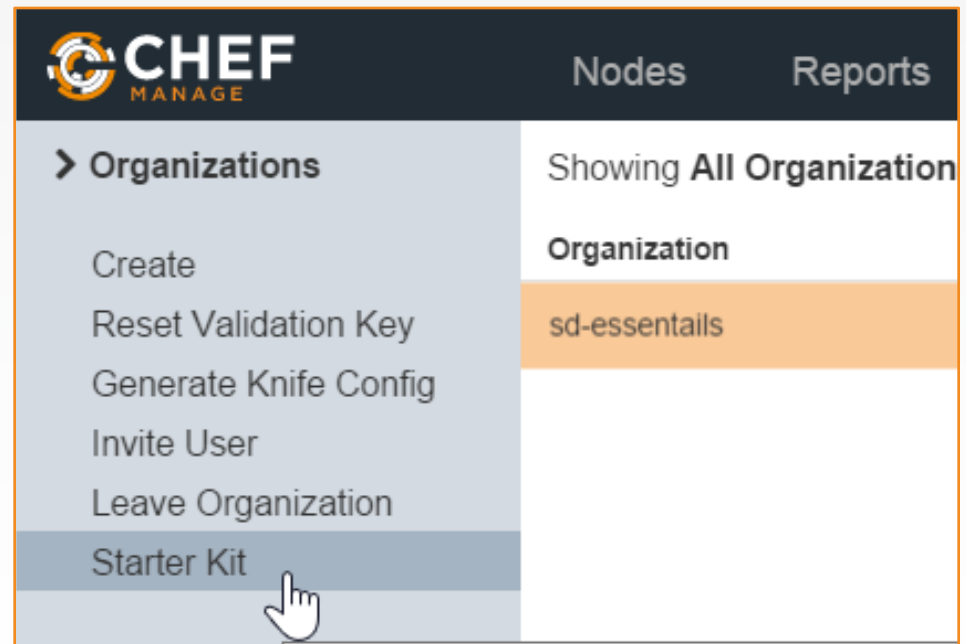 CHEF
MANAGE
Nodes Reports
Organizations
Showing All Organization
Create
Reset Validation Key
Generate Knife Config
Invite User
Leave Organization
Starter Kit
Organization
sd-essentails